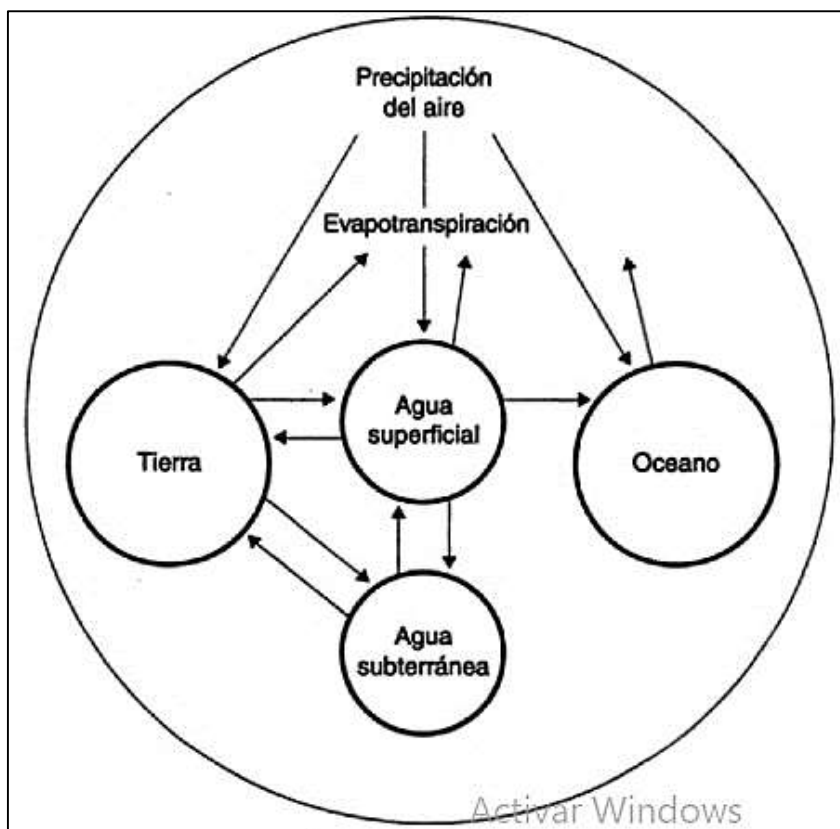 Precipitación
del aire
Evapotranspiración
Agua
superficial
Tierra
Oceano
Agua
subterránea
Activar Windows